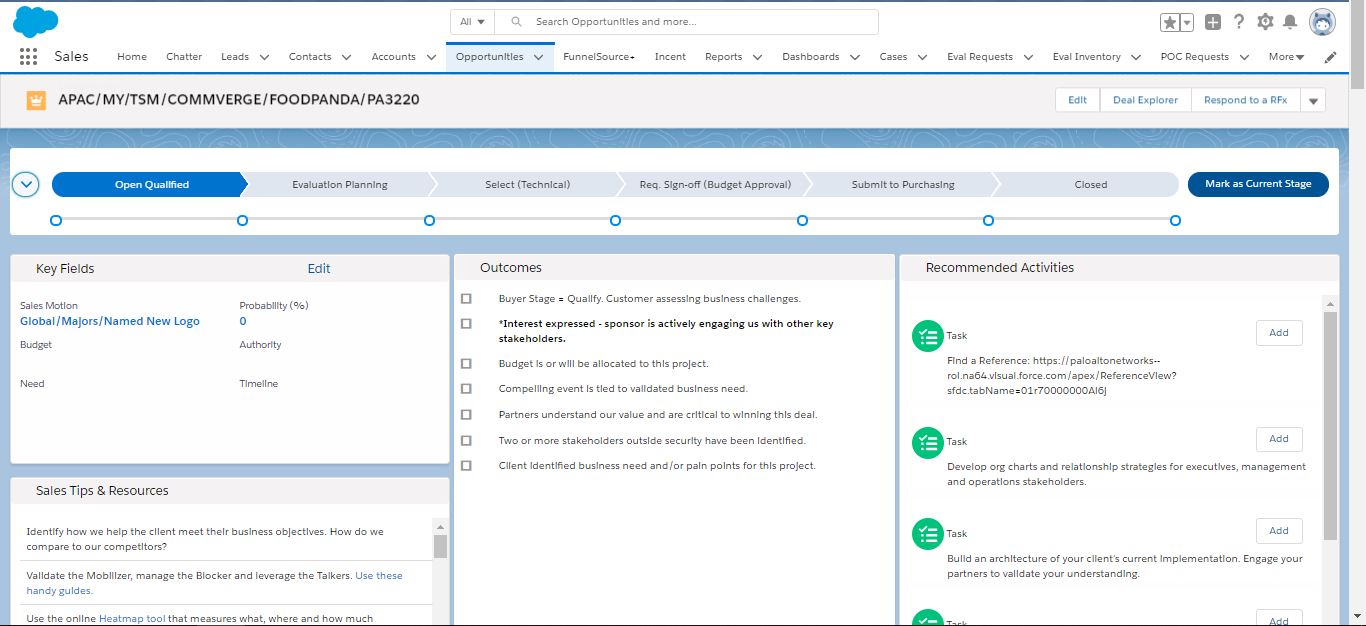 All
Search Opportunities and more...
Sales
Home
Chatter
Leads
Contacts
Accounts
Opportunities
FunnelSource+
Incent
Reports
Dashboards
Cases
Eval Requests
Eval Inventory
POC Requests
More
APAC/MY/TSM/COMMVERGE/FOODPANDA/PA3220
Edit
Deal Explorer
Respond to a RFx
Open Qualified
Evaluation Planning
Select (Technical)
Req. Sign-off (Budget Approval)
Submit to Purchasing
Closed
Mark as Current Stage
Key Fields
Edit
Sales Motion
Probability (%)
Global/Majors/Named New Logo
0
Budget
Authority
Need
Timeline
Sales Tips & Resources
Identify how we help the client meet their business objectives. How do we
compare to our competitors?
Validate the Mobilizer, manage the Blocker and leverage the Talkers. Use these
handy guides.
Use the online Heatmap tool that measures what, where and how much
Outcomes
Buyer Stage = Qualify. Customer assessing business challenges.
*Interest expressed - sponsor is actively engaging us with other key
stakeholders.
Budget is or will be allocated to this project.
Compelling event is tied to validated business need.
Partners understand our value and are critical to winning this deal.
Two or more stakeholders outside security have been identified.
Client identified business need and/or pain points for this project.
Recommended Activities
Task
Add
Find a Reference: https://paloaltonetworks--
rol.na64.visual.force.com/apex/ReferenceView?
sfdc.tabName=01r70000000Al6j
Task
Add
Develop org charts and relationship strategies for executives, management
and operations stakeholders.
Task
Add
Build an architecture of your client's current implementation. Engage your
partners to validate your understanding.
Task
Add